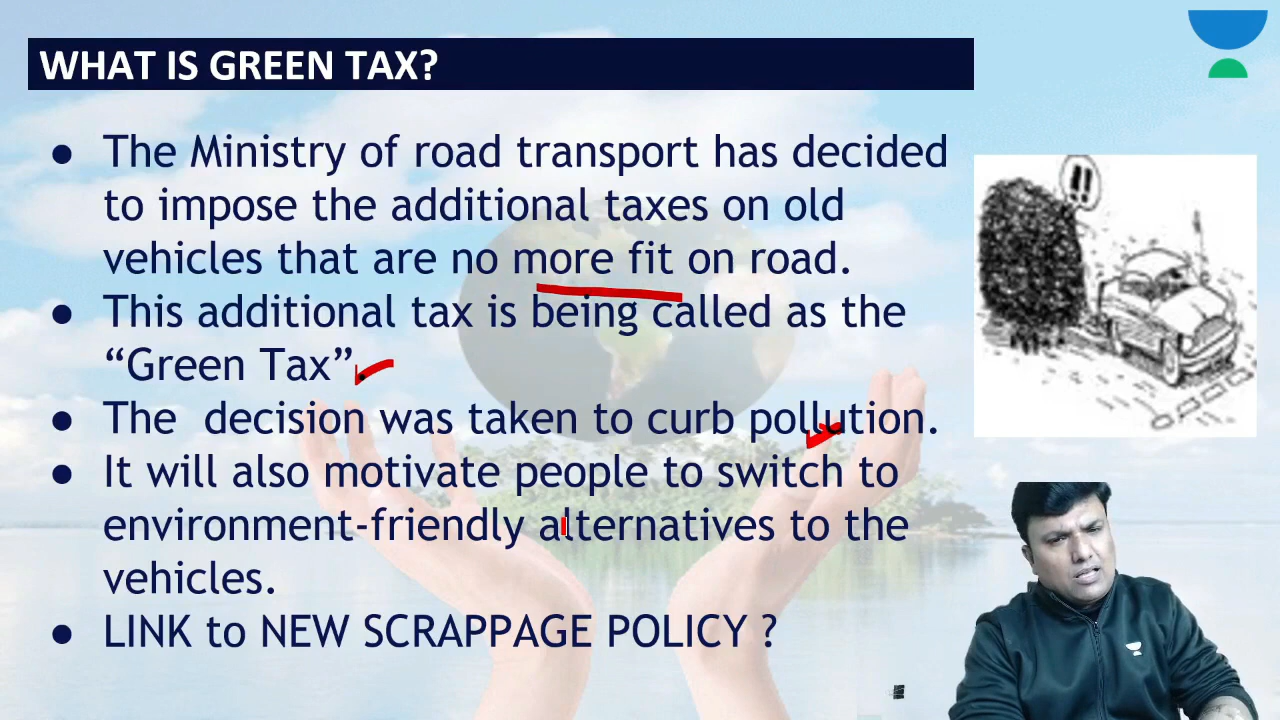 WHAT IS GREEN TAX?
● The Ministry of road transport has decided
to impose the additional taxes on old
vehicles that are no more fit on road.
● This additional tax is being called as the
“Green Tax”.
● The decision was taken to curb pollution.
● It will also motivate people to switch to
environment-friendly alternatives to the
vehicles.
● LINK to NEW SCRAPPAGE POLICY ?
!!